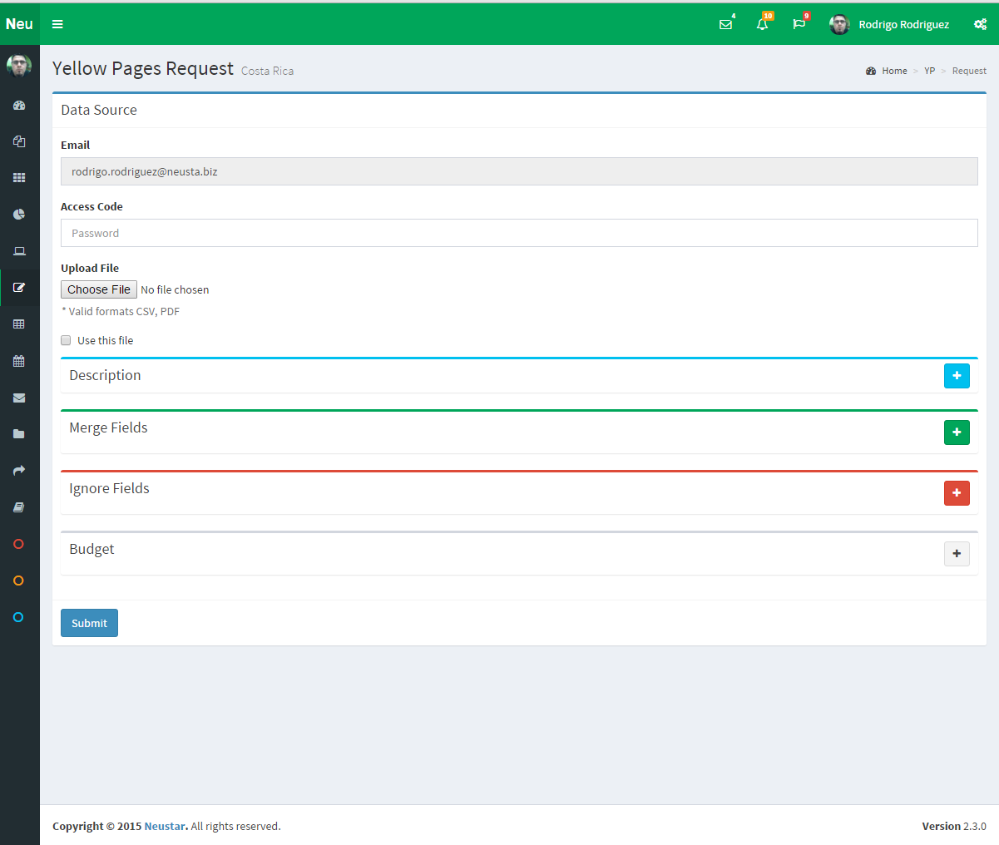 Neu
4
10
9
Rodrigo Rodriguez
Yellow Pages Request Costa Rica
Home > YP > Request
Data Source
Email
rodrigo.rodriguez@neusta.biz
Access Code
Password
Upload File
Choose File No file chosen
* Valid formats CSV, PDF
Use this file
Description
Merge Fields
Ignore Fields
Budget
Submit
Copyright © 2015 Neustar. All rights reserved.
Version 2.3.0